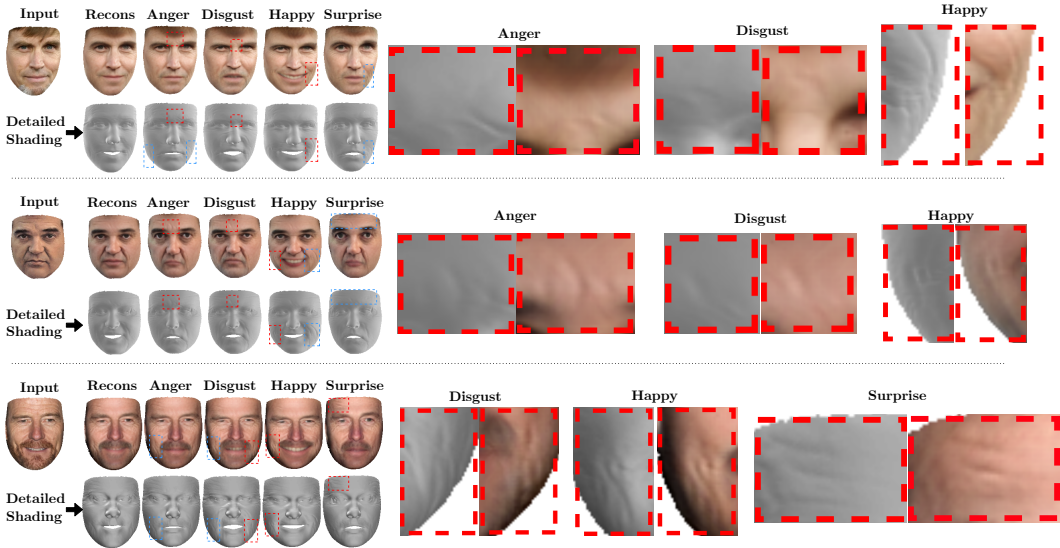 Input Recons Anger Disgust Happy Surprise
Anger Disgust Happy
Detailed
Shading
Input Recons Anger Disgust Happy Surprise
Anger Disgust Happy
Detailed
Shading
Input Recons Anger Disgust Happy Surprise
Disgust Happy Surprise
Detailed
Shading